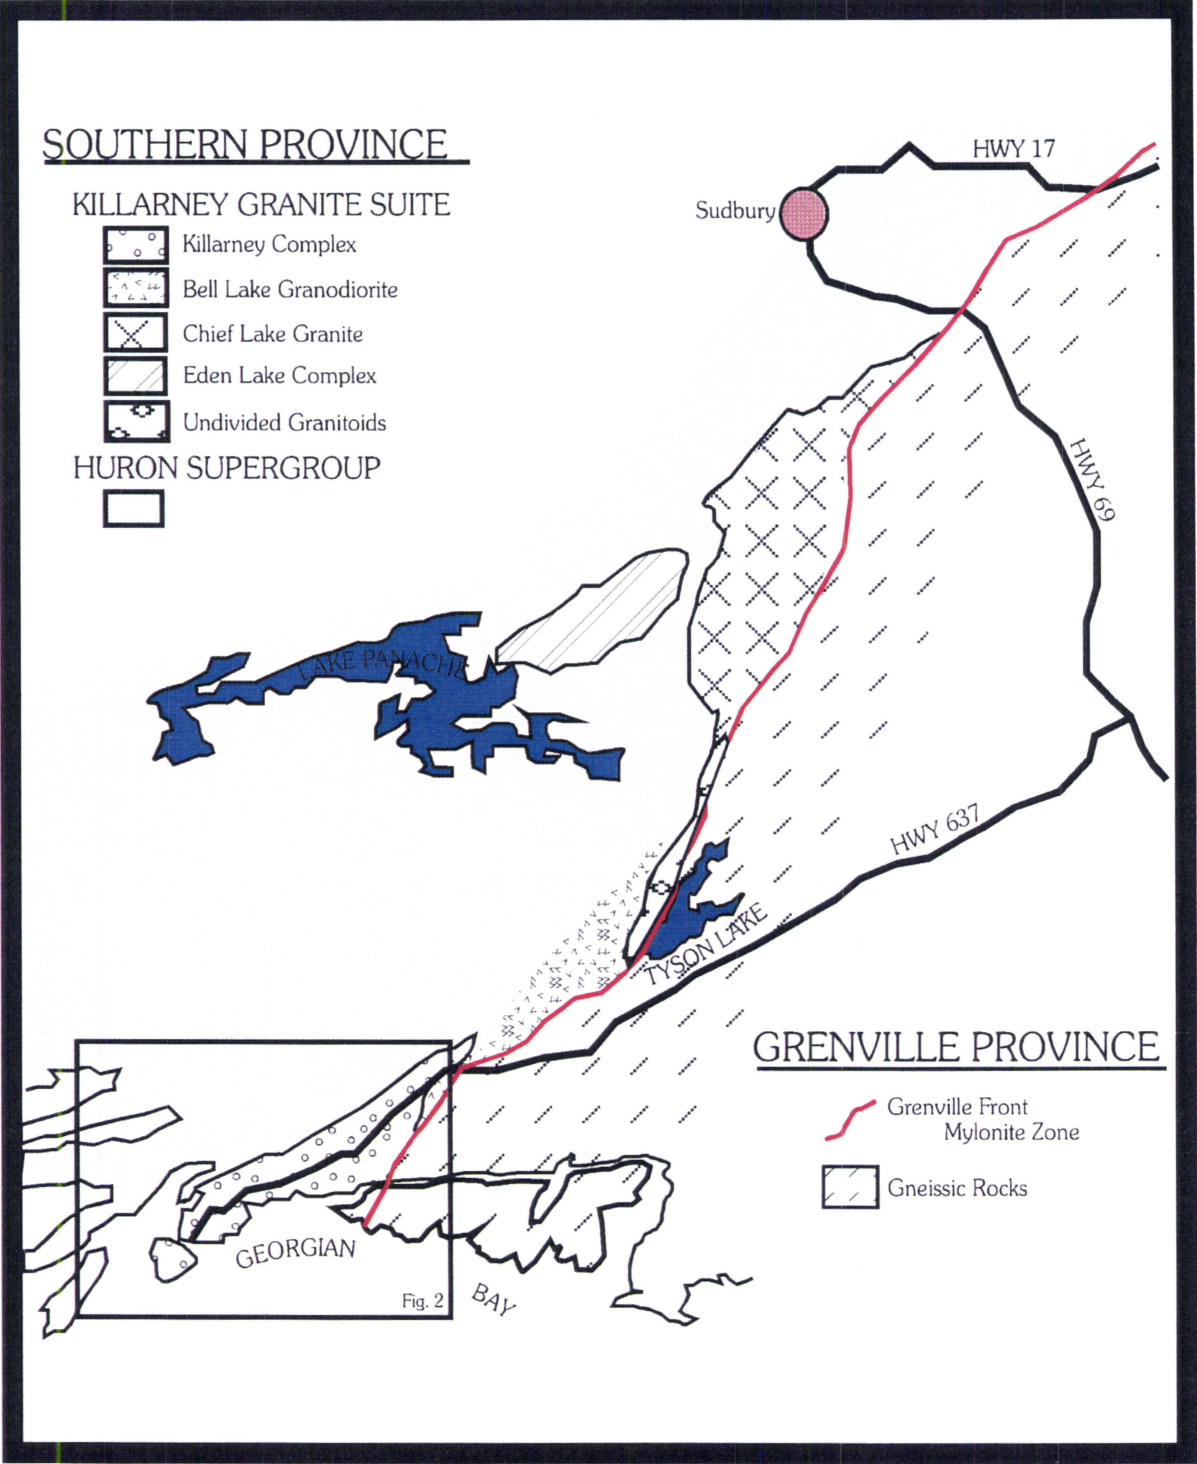 SOUTHERN PROVINCE
KILLARNEY GRANITE SUITE
Killarney Complex
Bell Lake Granodiorite
Chief Lake Granite
Eden Lake Complex
Undivided Granitoids
HURON SUPERGROUP
HWY 17
Sudbury
HWY 69
LAKE PANACHE
HWY 637
TYSON LAKE
GRENVILLE PROVINCE
Grenville Front
Mylonite Zone
Gneissic Rocks
GEORGIAN
BAY
Fig. 2